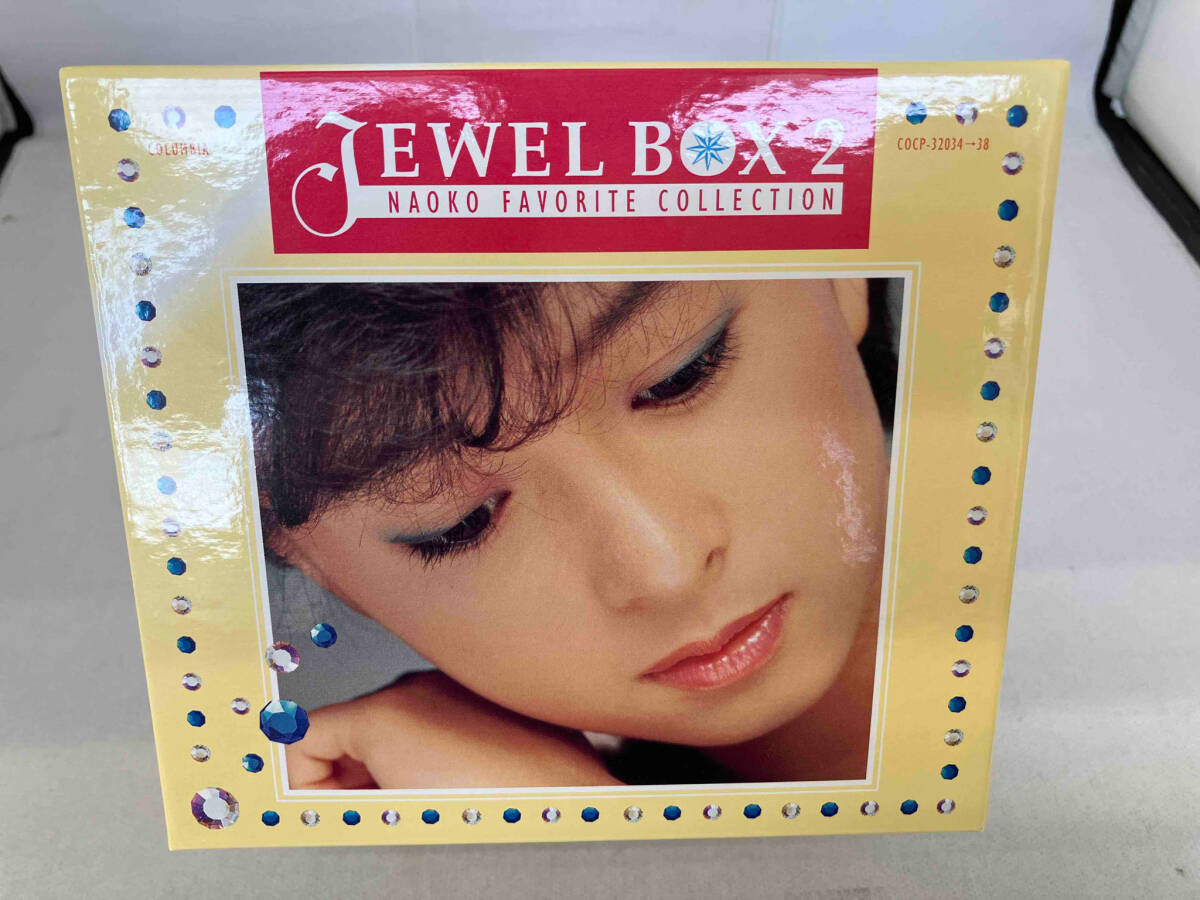 COLUMBIA
JEWEL BOX 2
NAOKO FAVORITE COLLECTION
COCP-32034→38